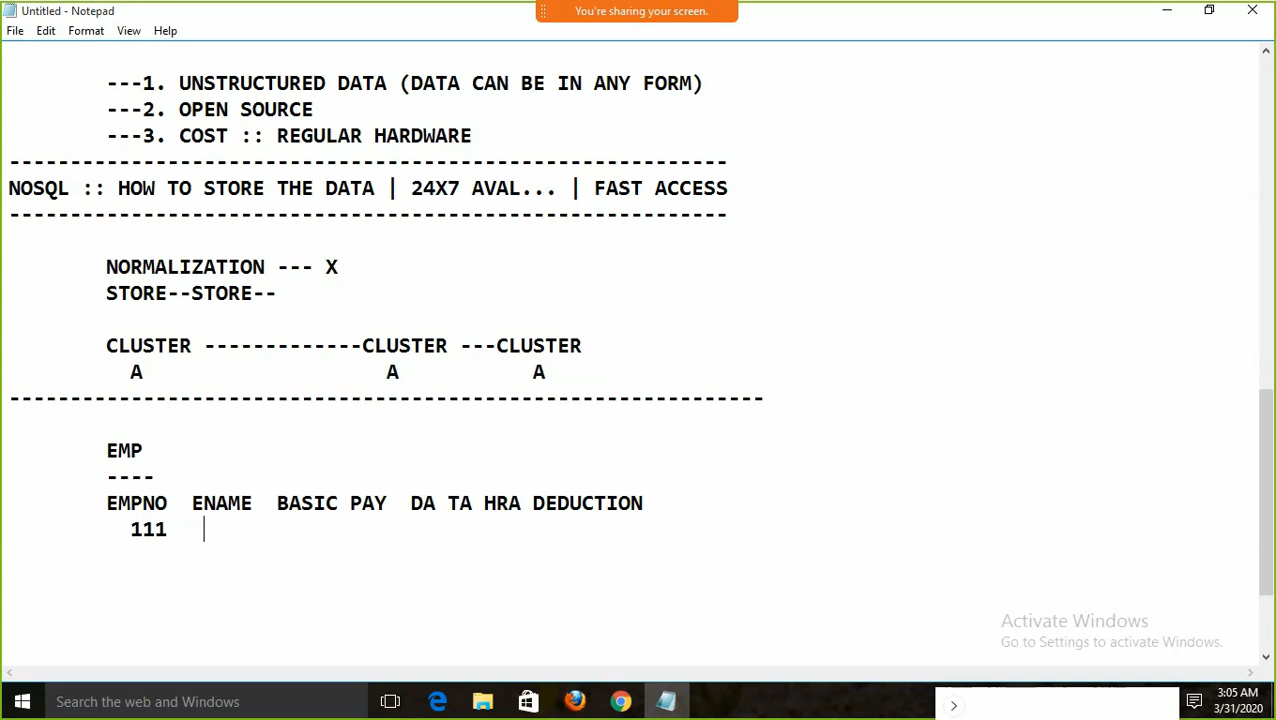 Untitled - Notepad
You're sharing your screen.
File Edit Format View Help
---1. UNSTRUCTURED DATA (DATA CAN BE IN ANY FORM)
---2. OPEN SOURCE
---3. COST :: REGULAR HARDWARE
-----------------------------------------------------------
NOSQL :: HOW TO STORE THE DATA | 24X7 AVAL... | FAST ACCESS
-----------------------------------------------------------
NORMALIZATION --- X
STORE--STORE--
CLUSTER -------------CLUSTER ---CLUSTER
A A A
--------------------------------------------------------------
EMP
----
EMPNO ENAME BASIC PAY DA TA HRA DEDUCTION
111
Activate Windows
Go to Settings to activate Windows.
Search the web and Windows
3:05 AM
3/31/2020